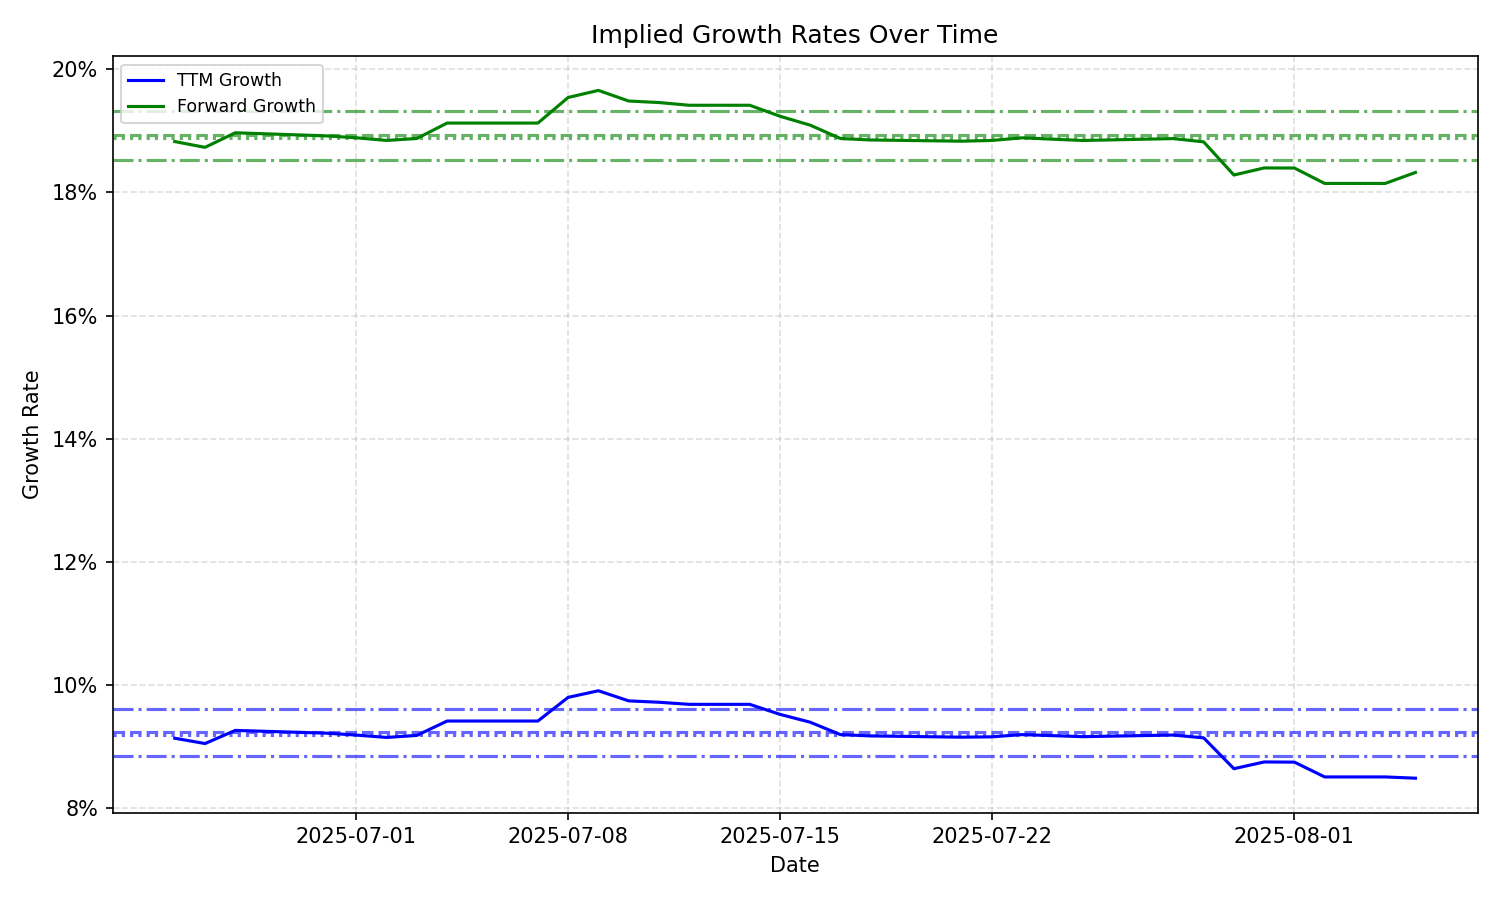 Implied Growth Rates Over Time
TTM Growth
Forward Growth
Growth Rate
20%
18%
16%
14%
12%
10%
8%
2025-07-01
2025-07-08
2025-07-15
2025-07-22
2025-08-01
Date